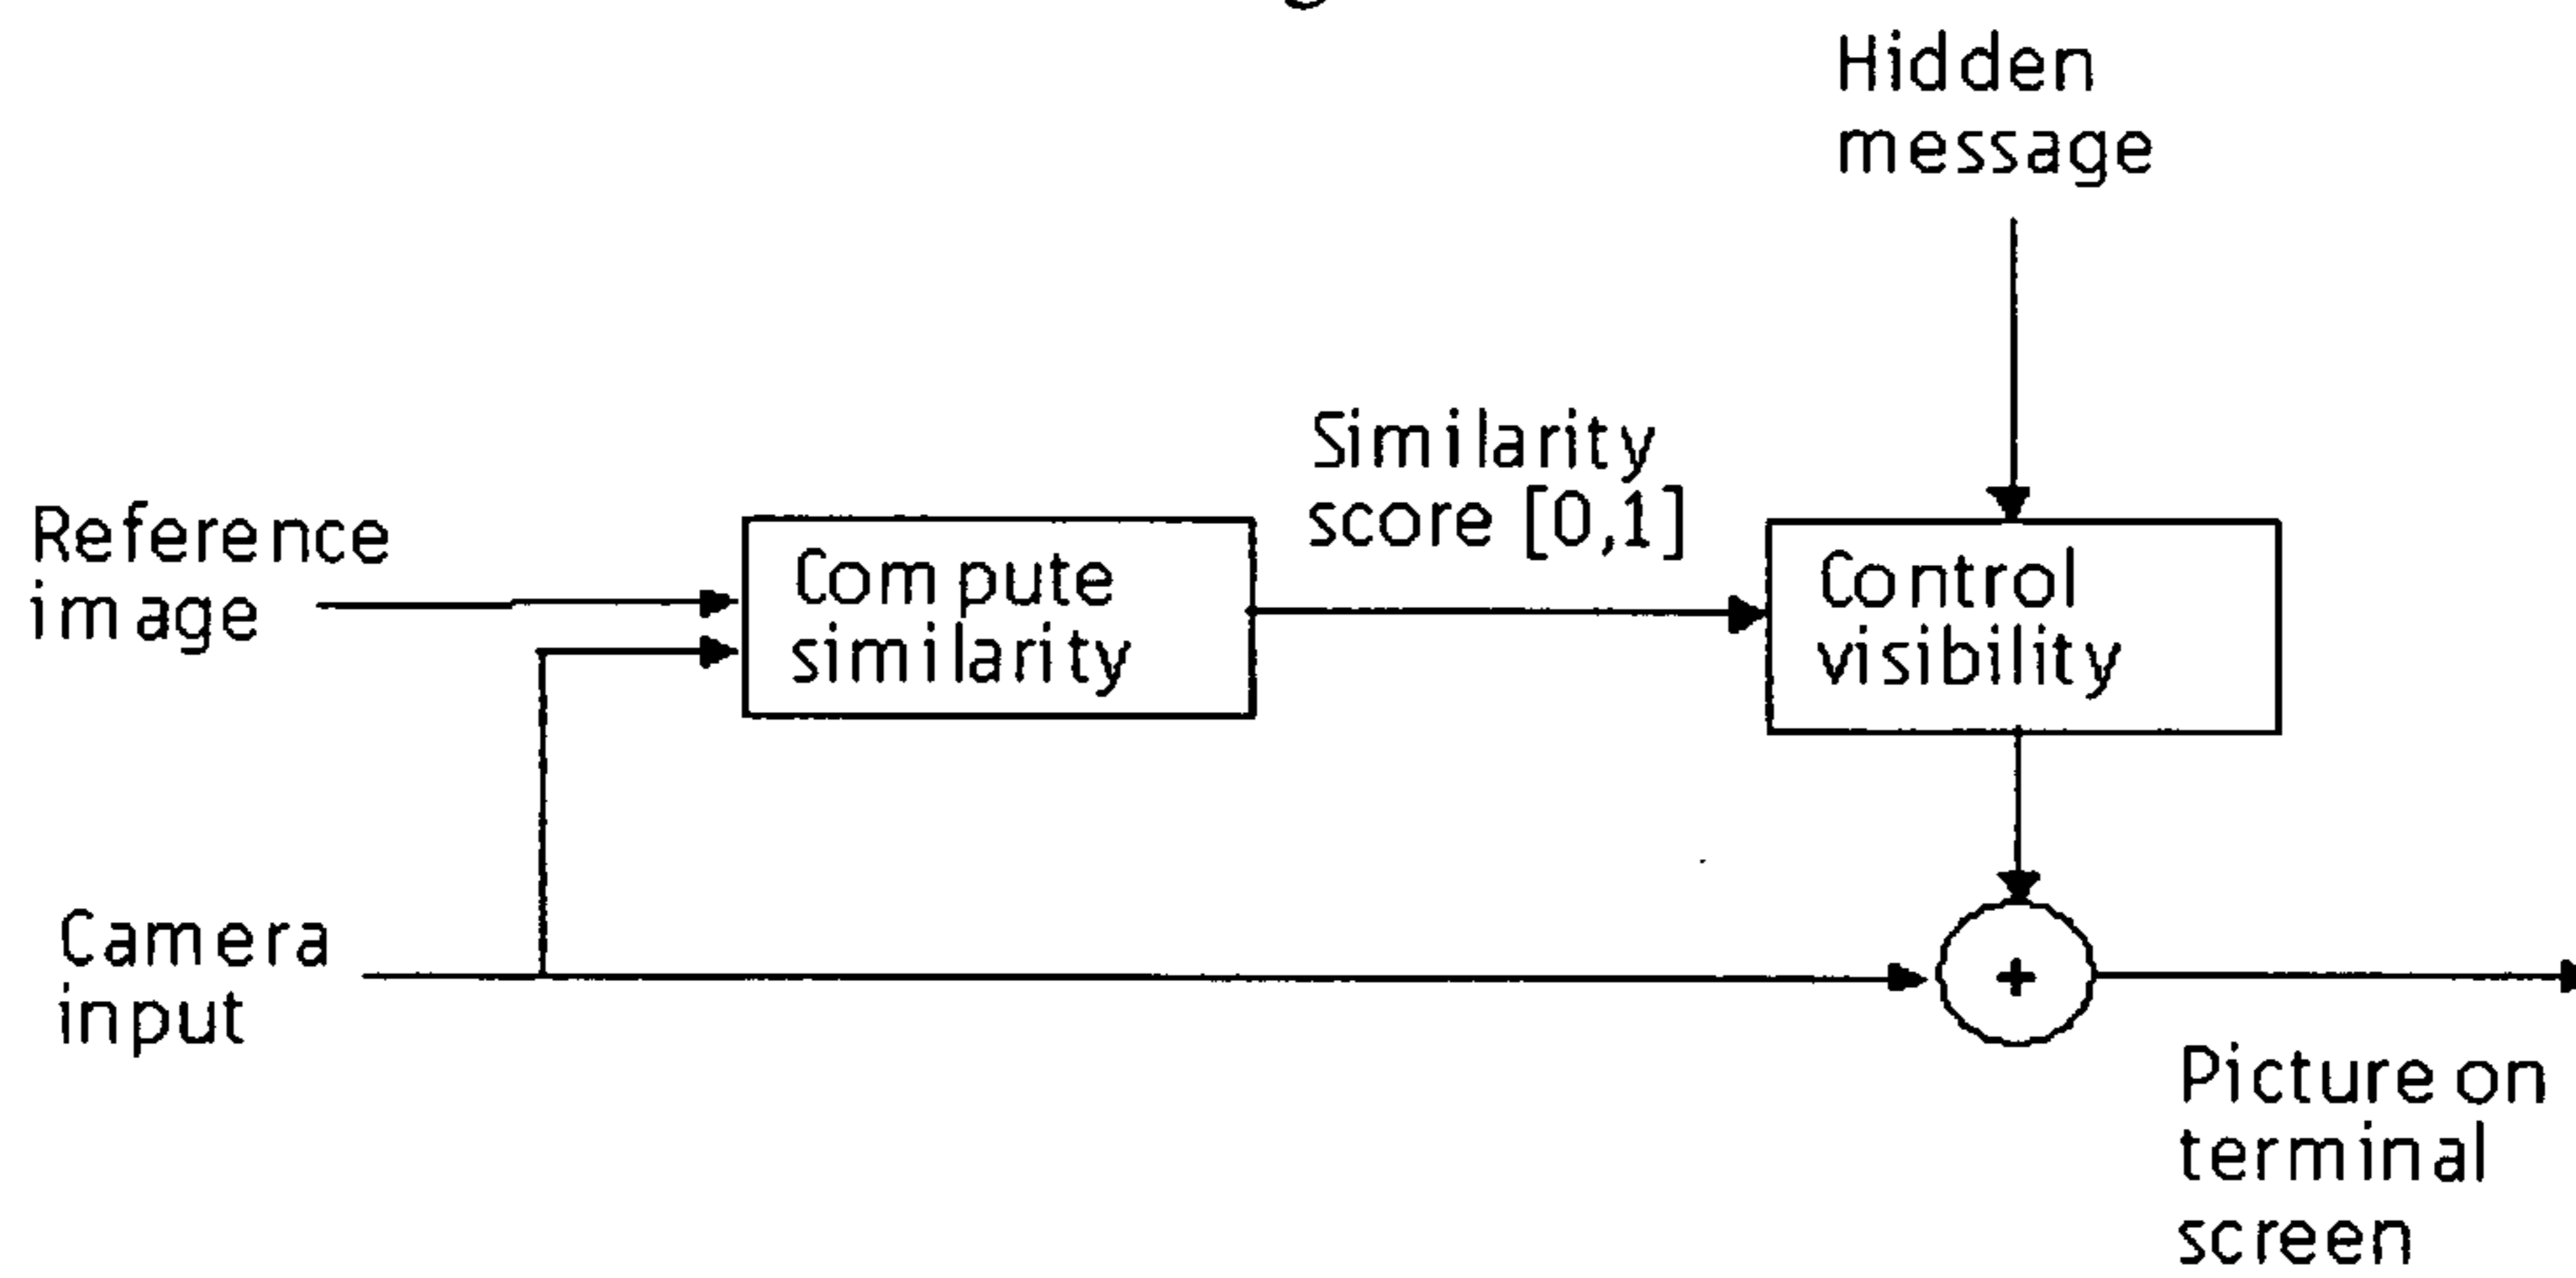 Hidden
message
Similarity
score [0,1]
Reference
image
Compute
similarity
Control
visibility
Camera
input
+
Picture on
terminal
screen